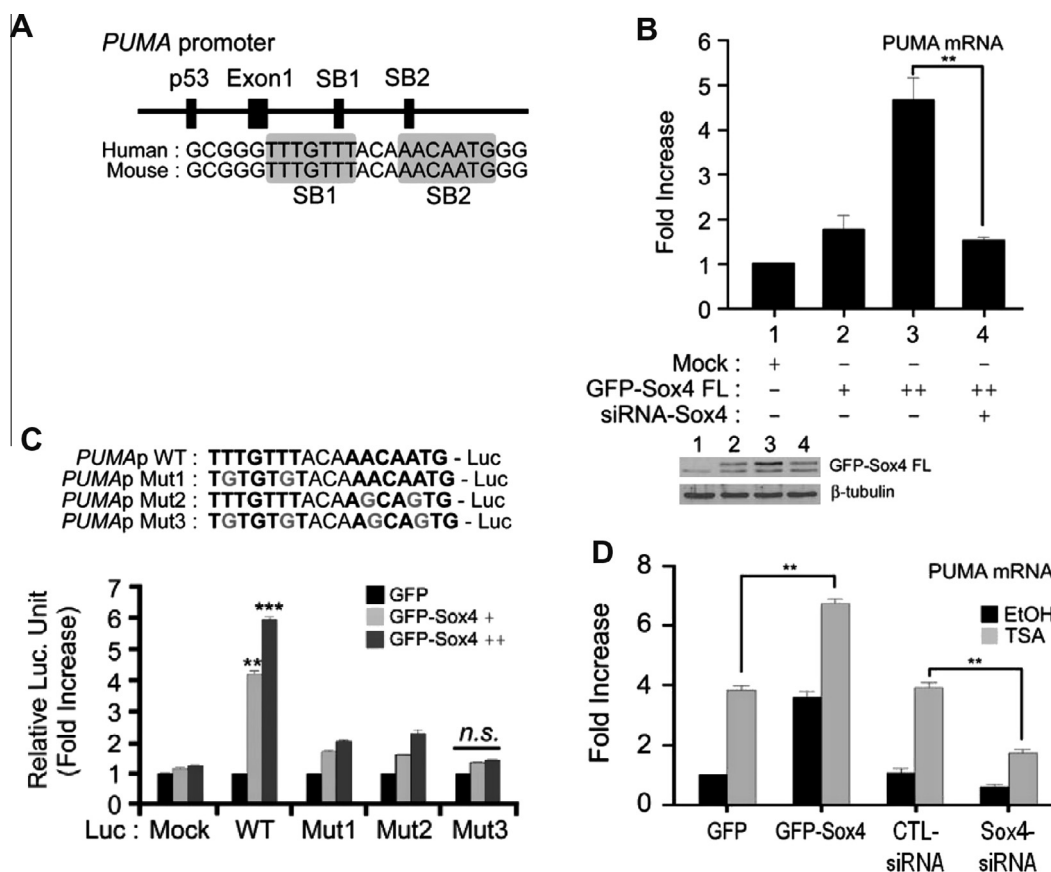 A
PUMA promoter
p53 Exon1 SB1 SB2
Human : GCGGGTTTGTTTACAAACAATGGG
Mouse : GCGGGTTTGTTTACAAACAATGGG
SB1 SB2
B
PUMA mRNA
**
Fold Increase
6
5
4
3
2
1
0
1 2 3 4
Mock : + – – –
GFP-Sox4 FL : – + ++ ++
siRNA-Sox4 : – – – +
1 2 3 4
GFP-Sox4 FL
β-tubulin
C
PUMAp WT : TTTGTTTACAAACAATG - Luc
PUMAp Mut1 : TGTGTGTACAAACAATG - Luc
PUMAp Mut2 : TTTGTTTACAAGCAGTG - Luc
PUMAp Mut3 : TGTGTGTACAAGCAGTG - Luc
Relative Luc. Unit
(Fold Increase)
7
6
5
4
2
1
0
GFP
GFP-Sox4 +
GFP-Sox4 ++
***
**
n.s.
Luc : Mock WT Mut1 Mut2 Mut3
D
PUMA mRNA
EtOH
TSA
**
**
Fold Increase
8
6
4
2
0
GFP GFP-Sox4 CTL- Sox4-
siRNA siRNA